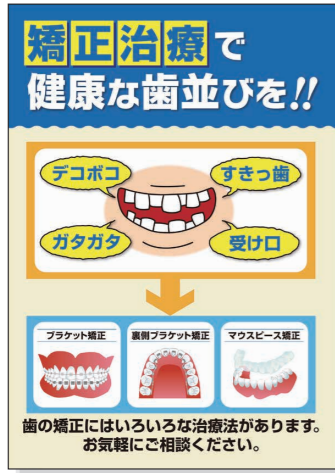 矯正治療で
健康な歯並びを!!
デコボコ
すきっ歯
ガタガタ
受け口
ブラケット矯正
裏側ブラケット矯正
マウスピース矯正
歯の矯正にはいろいろな治療法があります。
お気軽にご相談ください。